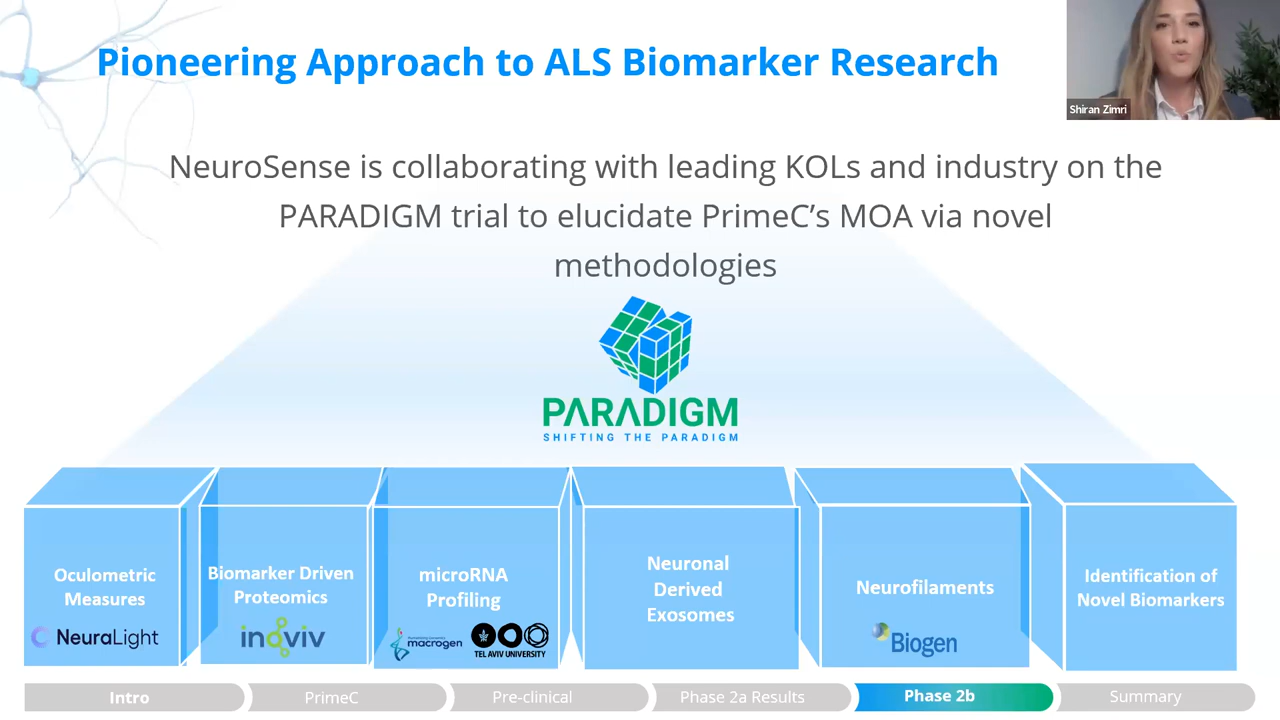 Pioneering Approach to ALS Biomarker Research
Shiran Zimri
NeuroSense is collaborating with leading KOLs and industry on the
PARADIGM trial to elucidate PrimeC’s MOA via novel
methodologies
PARADIGM
SHIFTING THE PARADIGM
Oculometric
Measures
NeuraLight
Biomarker Driven
Proteomics
inoviv
microRNA
Profiling
macrogen
TEL AVIV UNIVERSITY
Neuronal
Derived
Exosomes
Neurofilaments
Biogen
Identification of
Novel Biomarkers
Intro
PrimeC
Pre-clinical
Phase 2a Results
Phase 2b
Summary